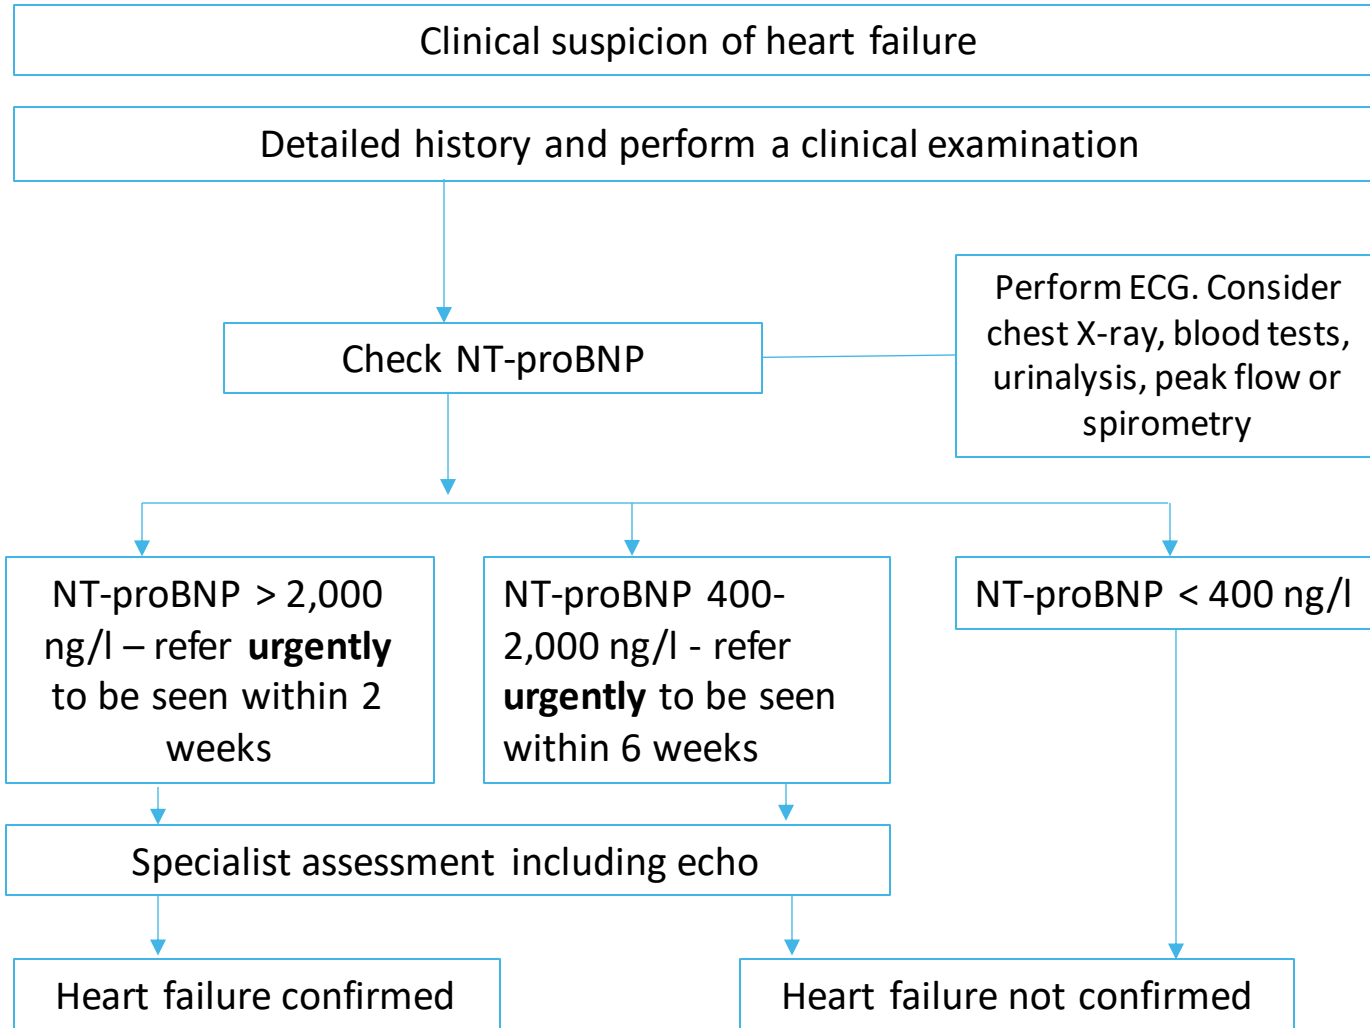 Clinical suspicion of heart failure
Detailed history and perform a clinical examination
Check NT-proBNP
Perform ECG. Consider
chest X-ray, blood tests,
urinalysis, peak flow or
spirometry
NT-proBNP > 2,000
ng/l – refer urgently
to be seen within 2
weeks
NT-proBNP 400-
2,000 ng/l - refer
urgently to be seen
within 6 weeks
NT-proBNP < 400 ng/l
Specialist assessment including echo
Heart failure confirmed
Heart failure not confirmed